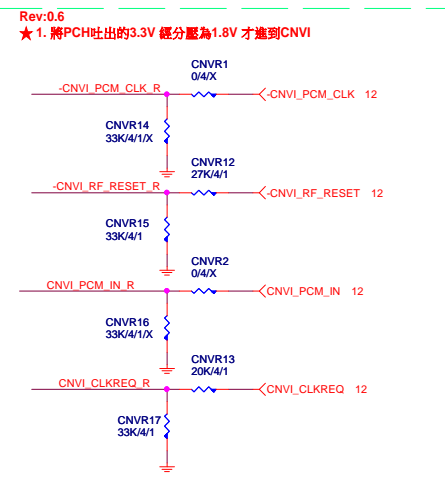 Rev:0.6
★ 1. 將PCH吐出的3.3V 經分壓為1.8V 才進到CNVI
CNVR1
0/4/X
-CNVI_PCM_CLK_R
-CNVI_PCM_CLK 12
CNVR14
33K/4/1/X
CNVR12
27K/4/1
-CNVI_RF_RESET_R
-CNVI_RF_RESET 12
CNVR15
33K/4/1
CNVR2
0/4/X
CNVI_PCM_IN_R
CNVI_PCM_IN 12
CNVR16
33K/4/1/X
CNVR13
20K/4/1
CNVI_CLKREQ_R
CNVI_CLKREQ 12
CNVR17
33K/4/1